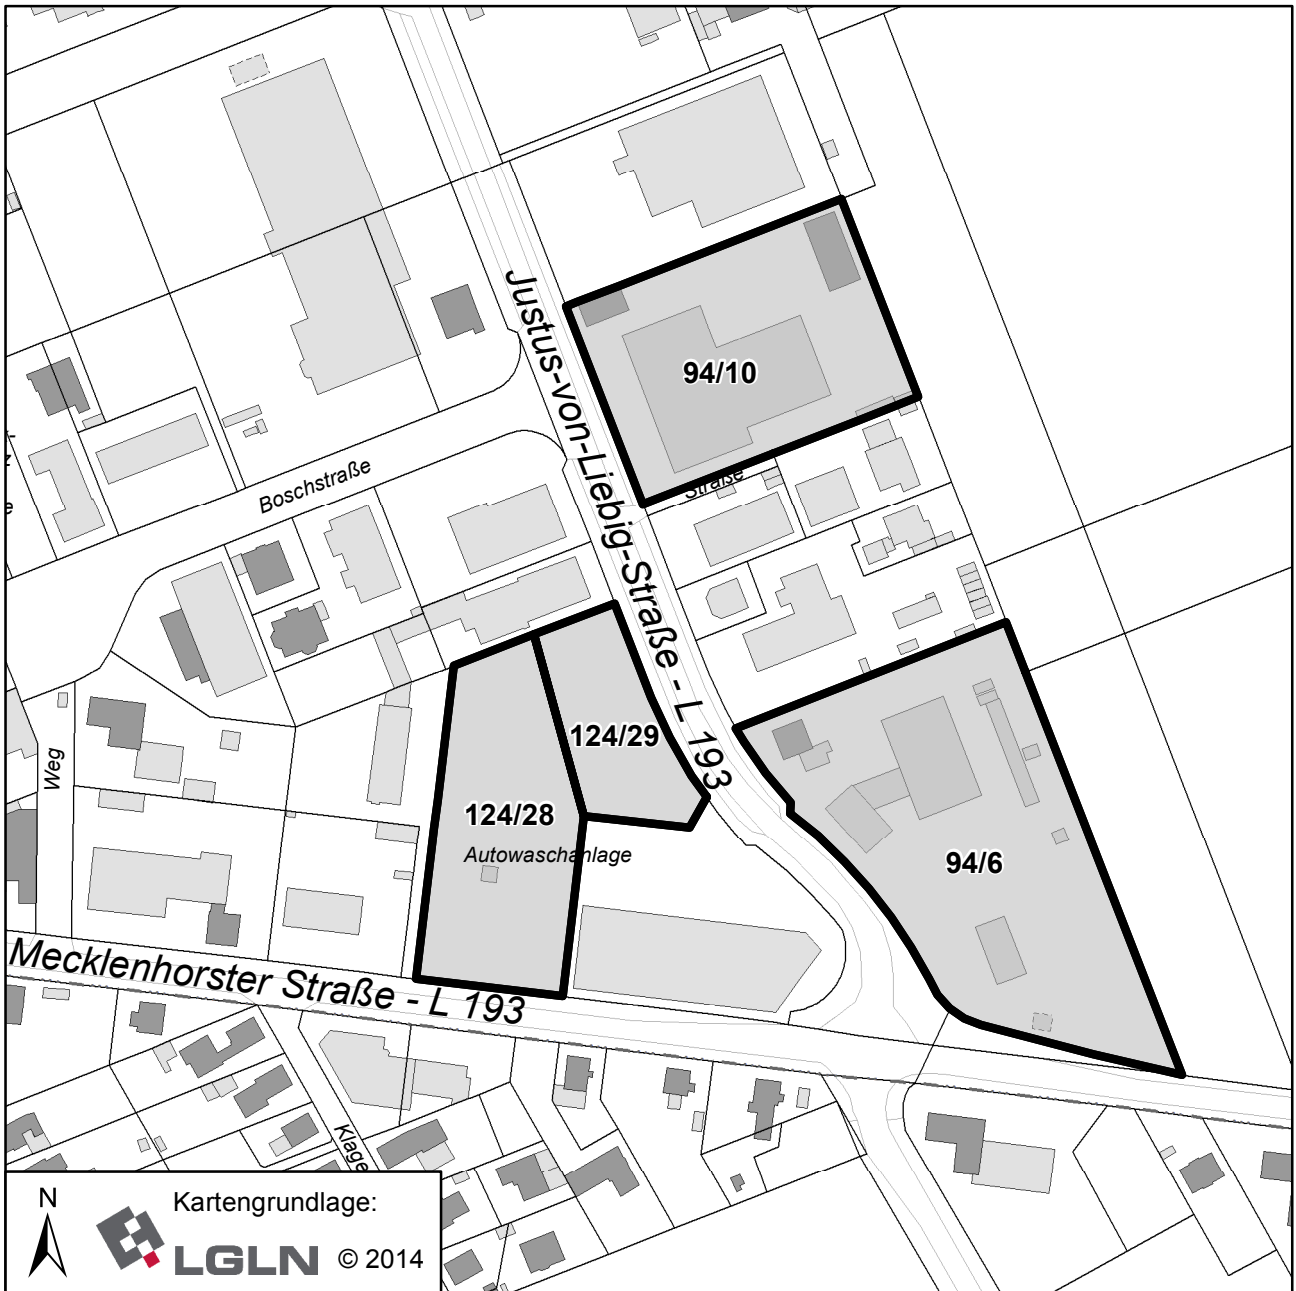 Justus-von-Liebig-Straße - L 193
94/10
Straße
Boschstraße
124/29
124/28
Autowaschanlage
94/6
Weg
Mecklenhorster Straße - L 193
Klage
N
Kartengrundlage:
LGLN © 2014